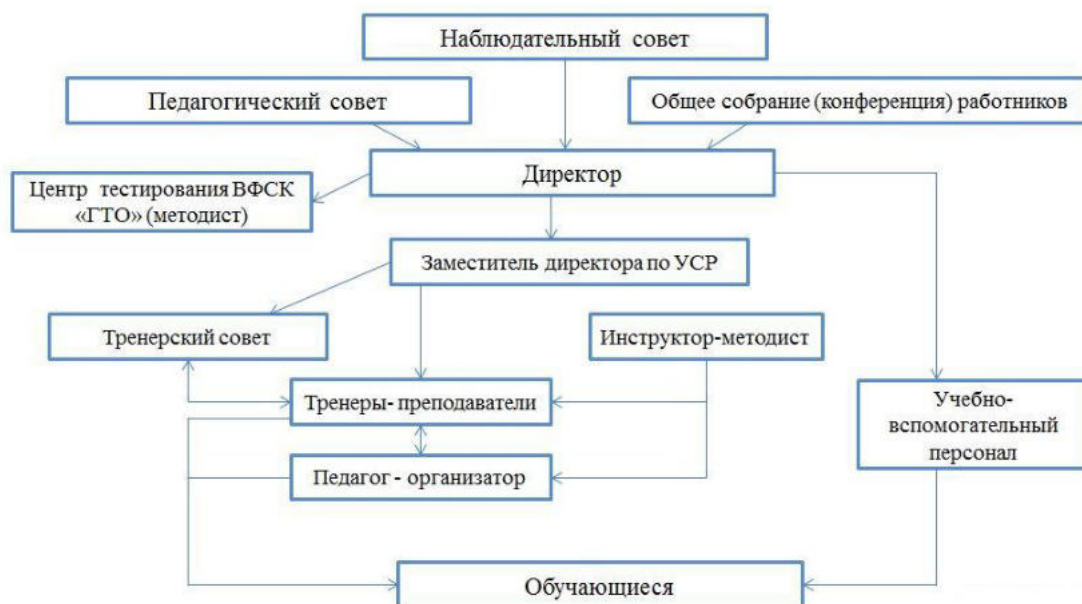 Наблюдательный совет
Педагогический совет
Общее собрание (конференция) работников
Директор
Центр тестирования ВФСК
«ГТО» (методист)
Заместитель директора по УСР
Тренерский совет
Инструктор-методист
Тренеры- преподаватели
Учебно-
вспомогательный
персонал
Педагог - организатор
Обучающиеся